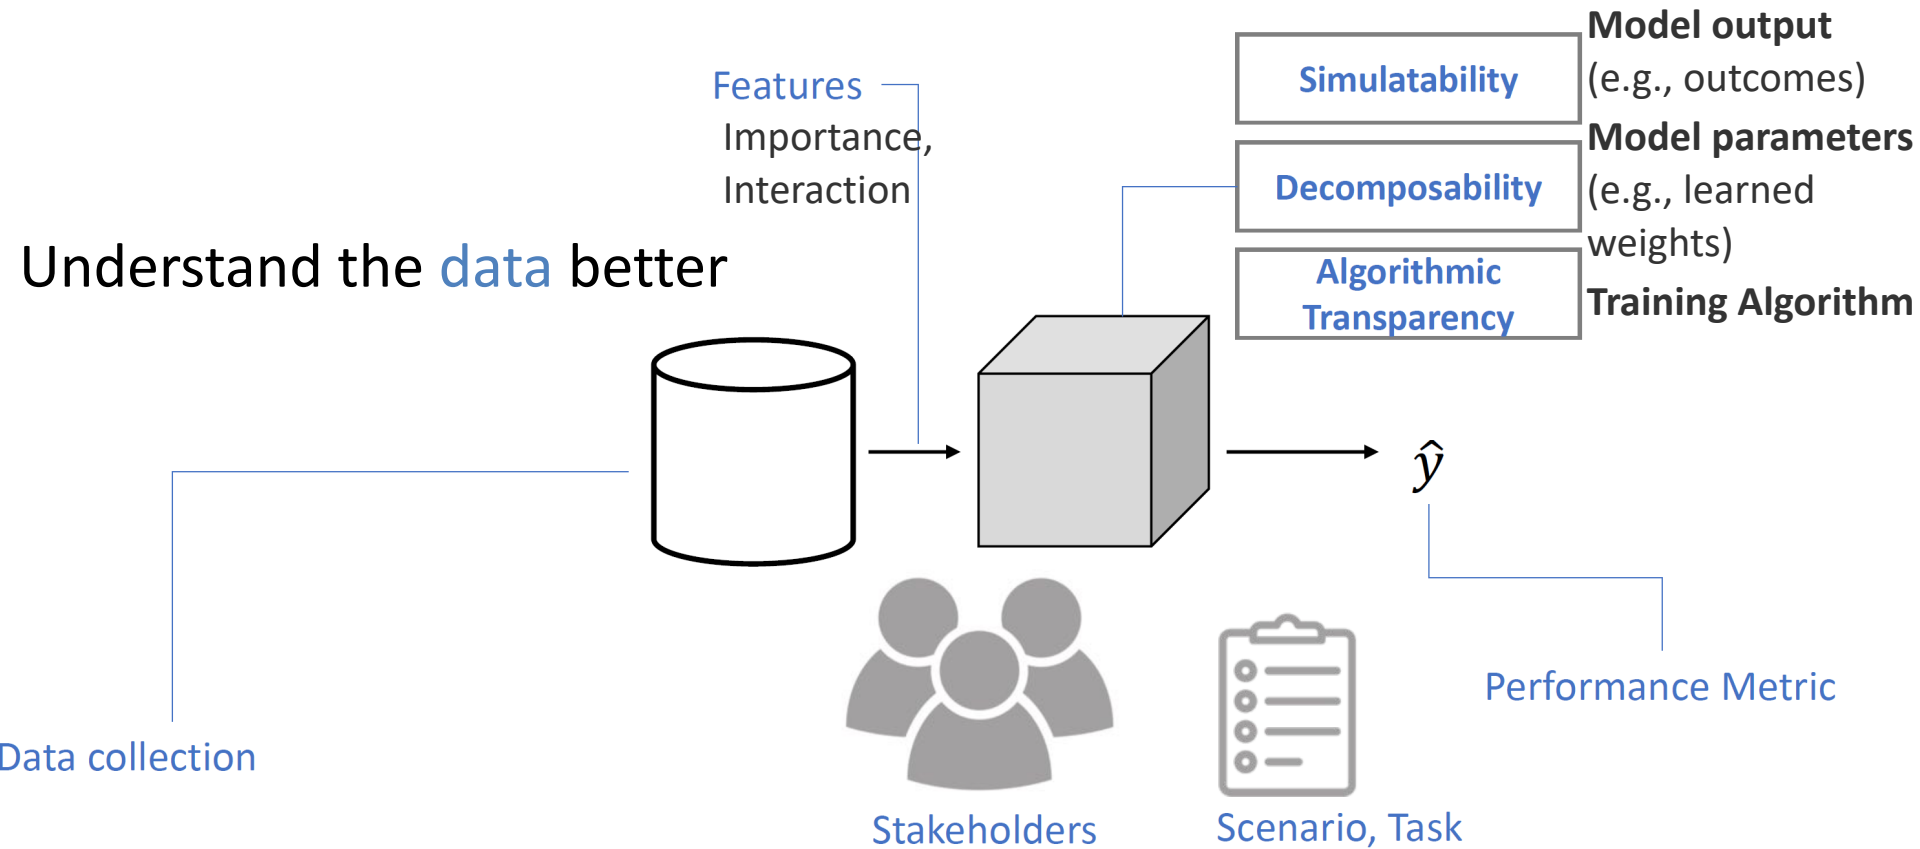 Understand the data better
Features
Importance,
Interaction
Simulatability
Model output
(e.g., outcomes)
Decomposability
Model parameters
(e.g., learned
weights)
Algorithmic
Transparency
Training Algorithm
ŷ
Data collection
Stakeholders
Scenario, Task
Performance Metric